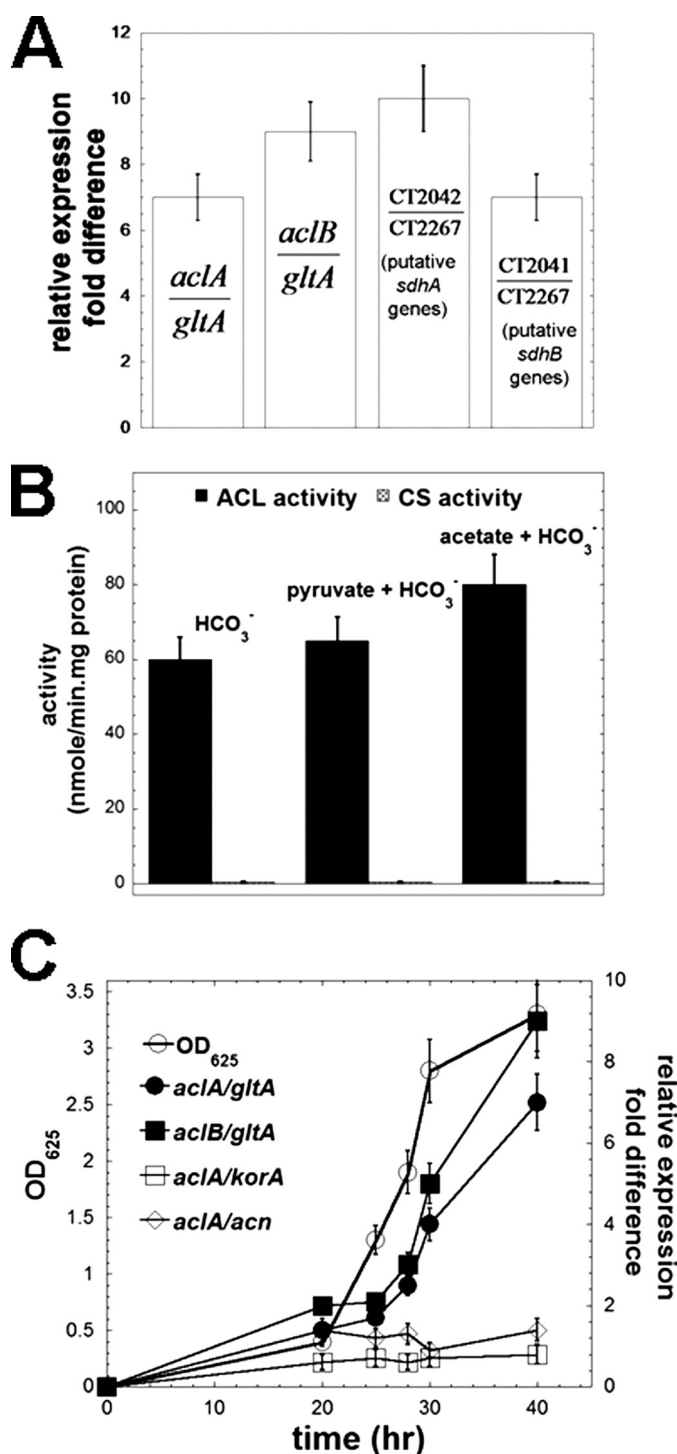 A
relative expression
fold difference
12
10
8
6
4
2
0
aclA
gltA
aclB
gltA
CT2042
CT2267
(putative
sdhA
genes)
CT2041
CT2267
(putative
sdhB
genes)
B
activity
(nmole/min.mg protein)
100
80
60
40
20
0
ACL activity
CS activity
HCO3-
pyruvate + HCO3-
acetate + HCO3-
C
OD625
3.5
3
2.5
2
1.5
1
0.5
0
OD625
aclA/gltA
aclB/gltA
aclA/korA
aclA/acn
10
8
6
4
2
0
relative expression
fold difference
0
10
20
30
40
time (hr)